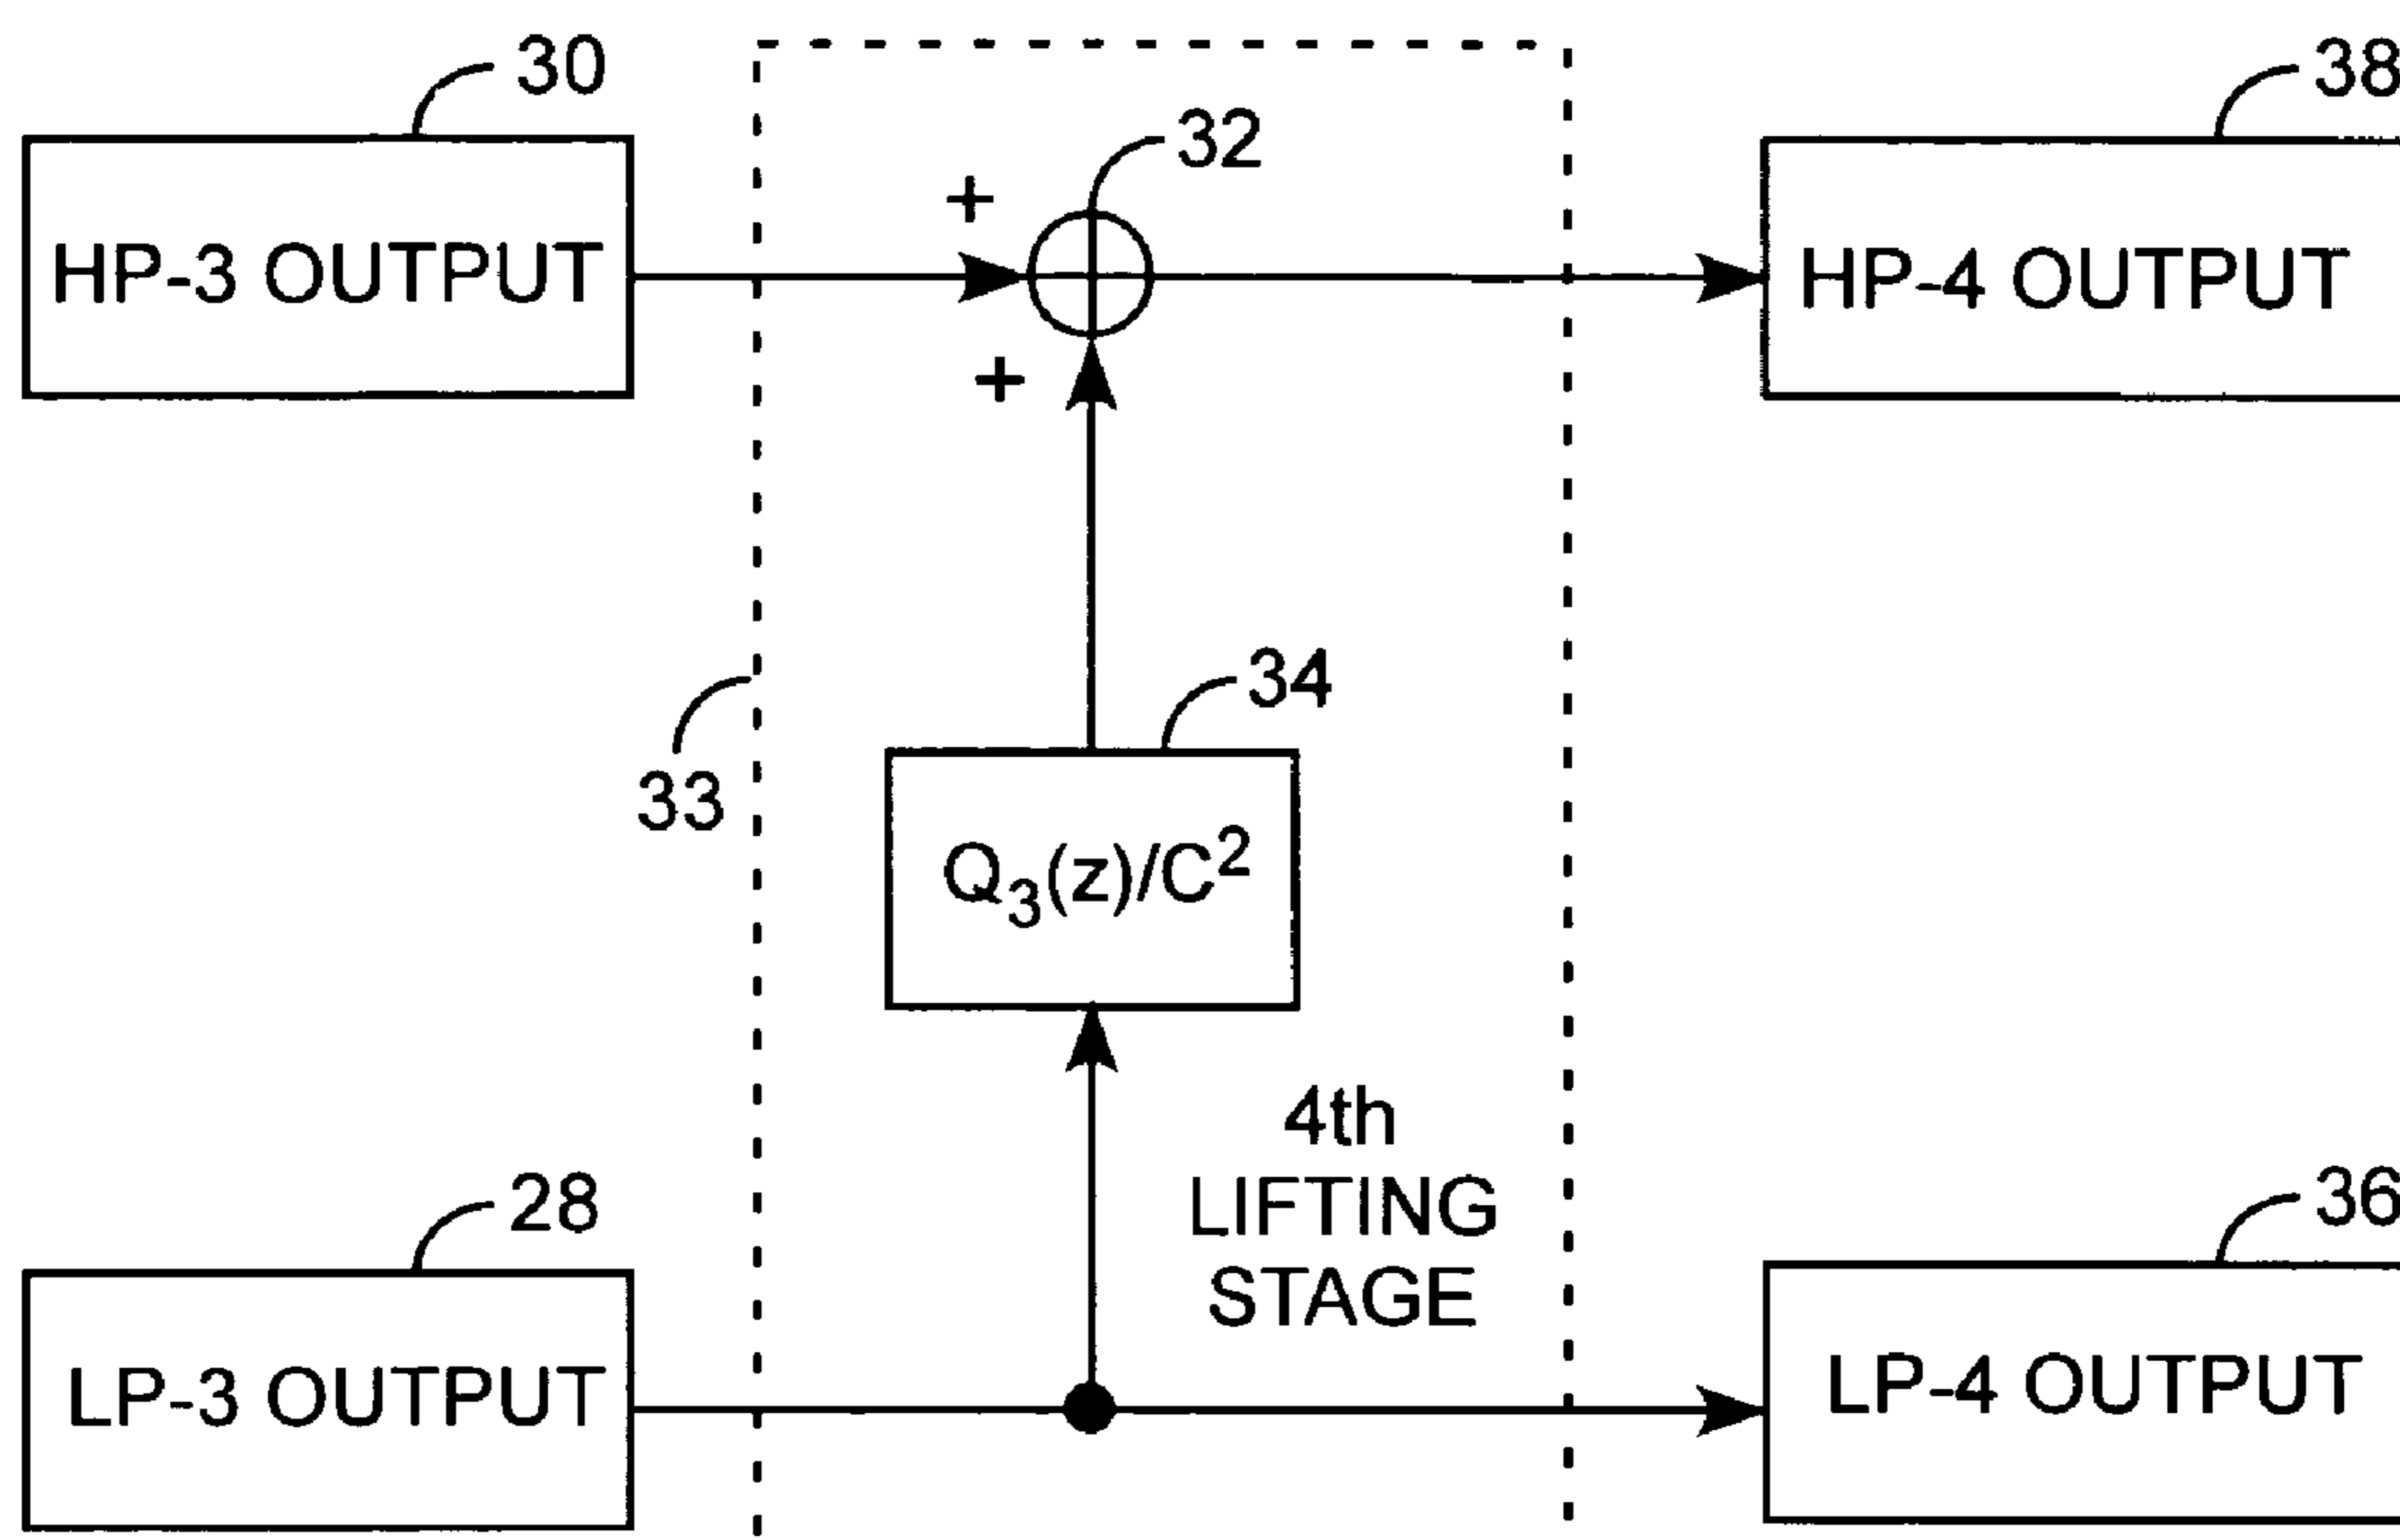 30
38
32
+
HP-3 OUTPUT
HP-4 OUTPUT
+
34
33
Q₃(z)/C²
4th
28
36
LIFTING
STAGE
LP-3 OUTPUT
LP-4 OUTPUT